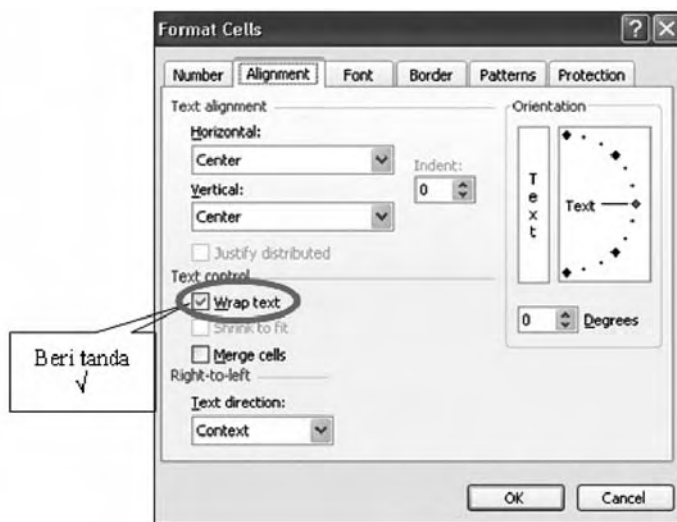 Format Cells
Number Alignment Font Border Patterns Protection
Text alignment
Horizontal:
Center
Indent:
0
Vertical:
Center
Justify distributed
Text control
Wrap text
Shrink to fit
Merge cells
Right-to-left
Text direction:
Context
Orientation
Text
Text
0 Degrees
Beri tanda
√
OK Cancel